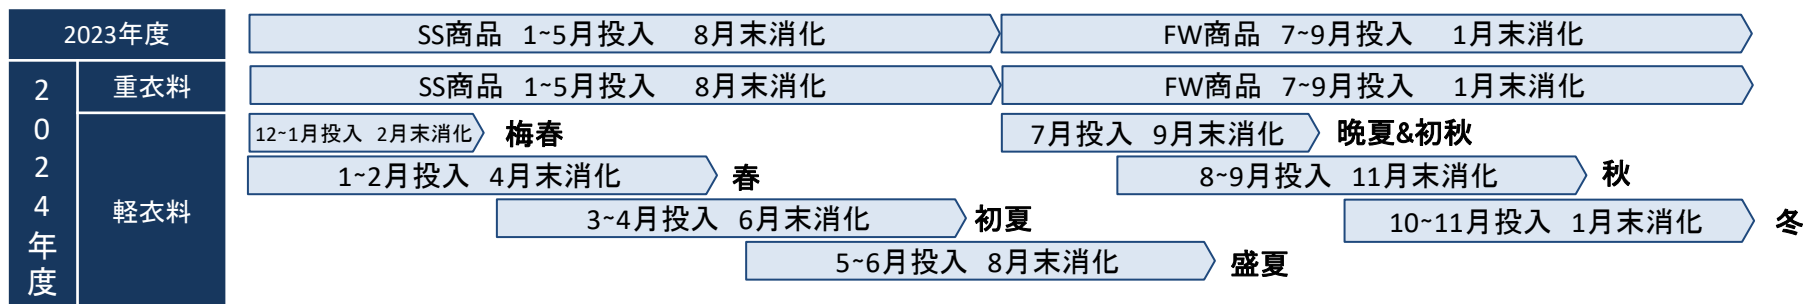 2023年度
SS商品 1~5月投入 8月末消化
FW商品 7~9月投入 1月末消化
2024年度
重衣料
SS商品 1~5月投入 8月末消化
FW商品 7~9月投入 1月末消化
軽衣料
12~1月投入 2月末消化
梅春
7月投入 9月末消化
晩夏&初秋
1~2月投入 4月末消化
春
8~9月投入 11月末消化
秋
3~4月投入 6月末消化
初夏
10~11月投入 1月末消化
冬
5~6月投入 8月末消化
盛夏